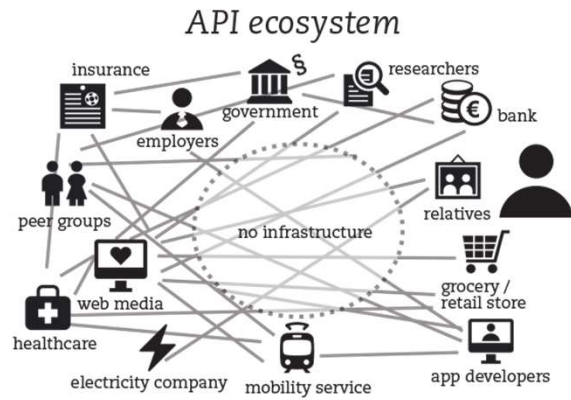 API ecosystem
insurance
§
researchers
government
employers
€
bank
peer groups
relatives
no infrastructure
web media
grocery /
retail store
healthcare
electricity company
mobility service
app developers